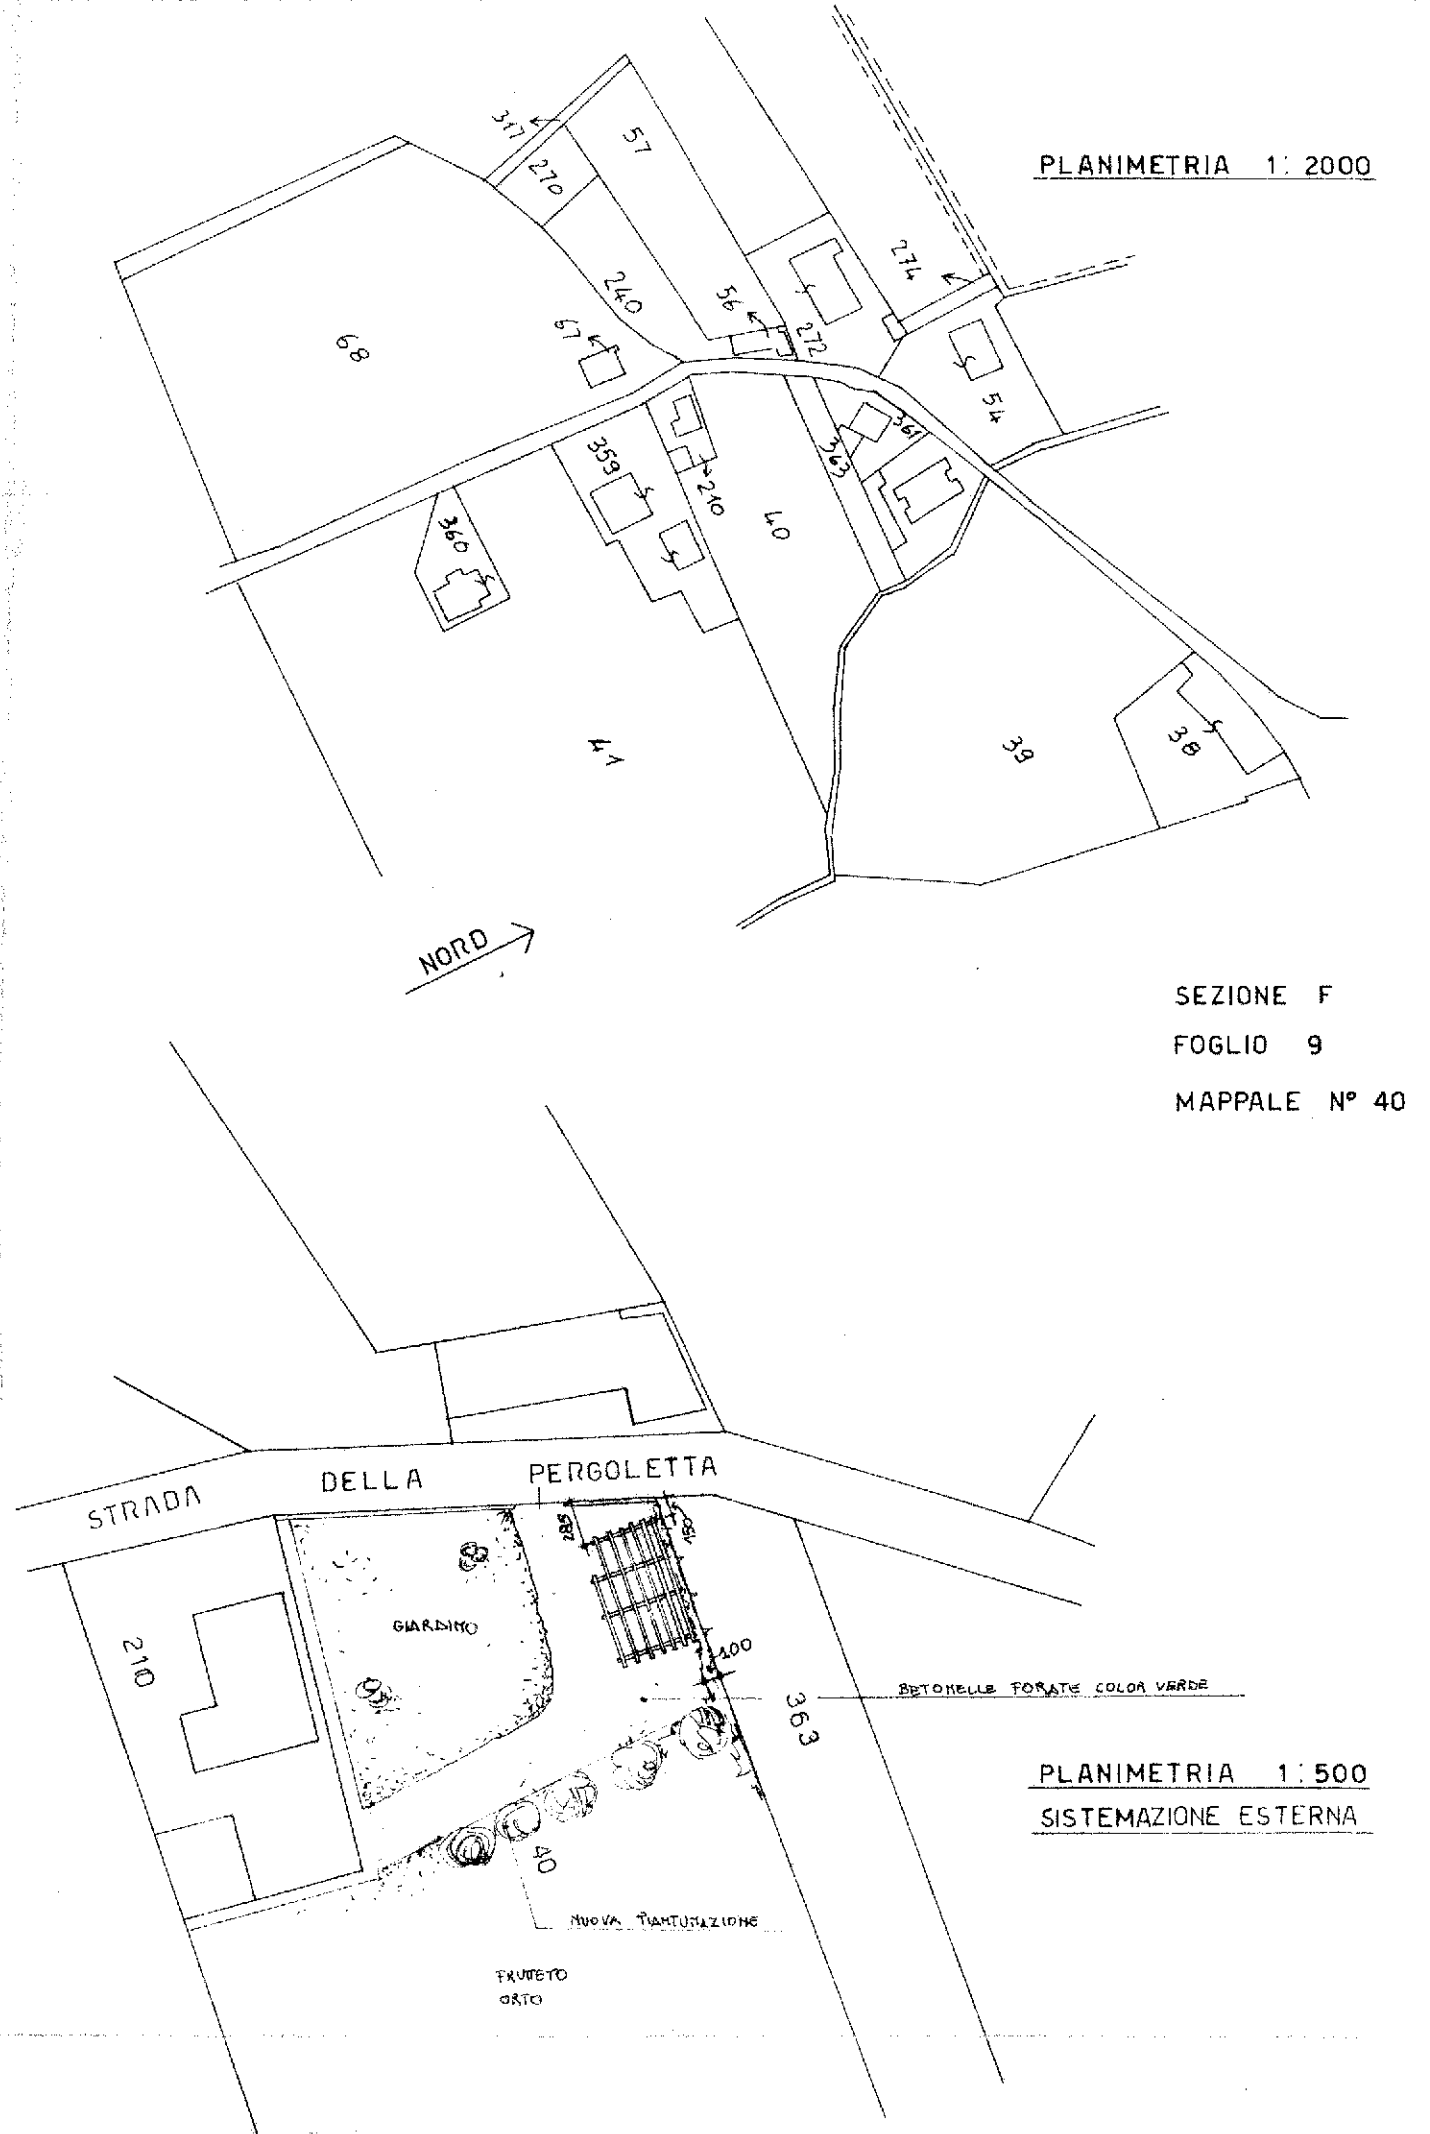 PLANIMETRIA 1:2000
317
57
270
274
240
56
67
272
68
54
361
359
363
210
40
360
41
39
38
NORD
SEZIONE F
FOGLIO 9
MAPPALE N° 40
STRADA DELLA PERGOLETTA
285
150
GIARDINO
210
100
BETONELLE FORATE COLOR VERDE
363
PLANIMETRIA 1:500
SISTEMAZIONE ESTERNA
40
NUOVA PIANTUMAZIONE
FRUTTETO
ORTO